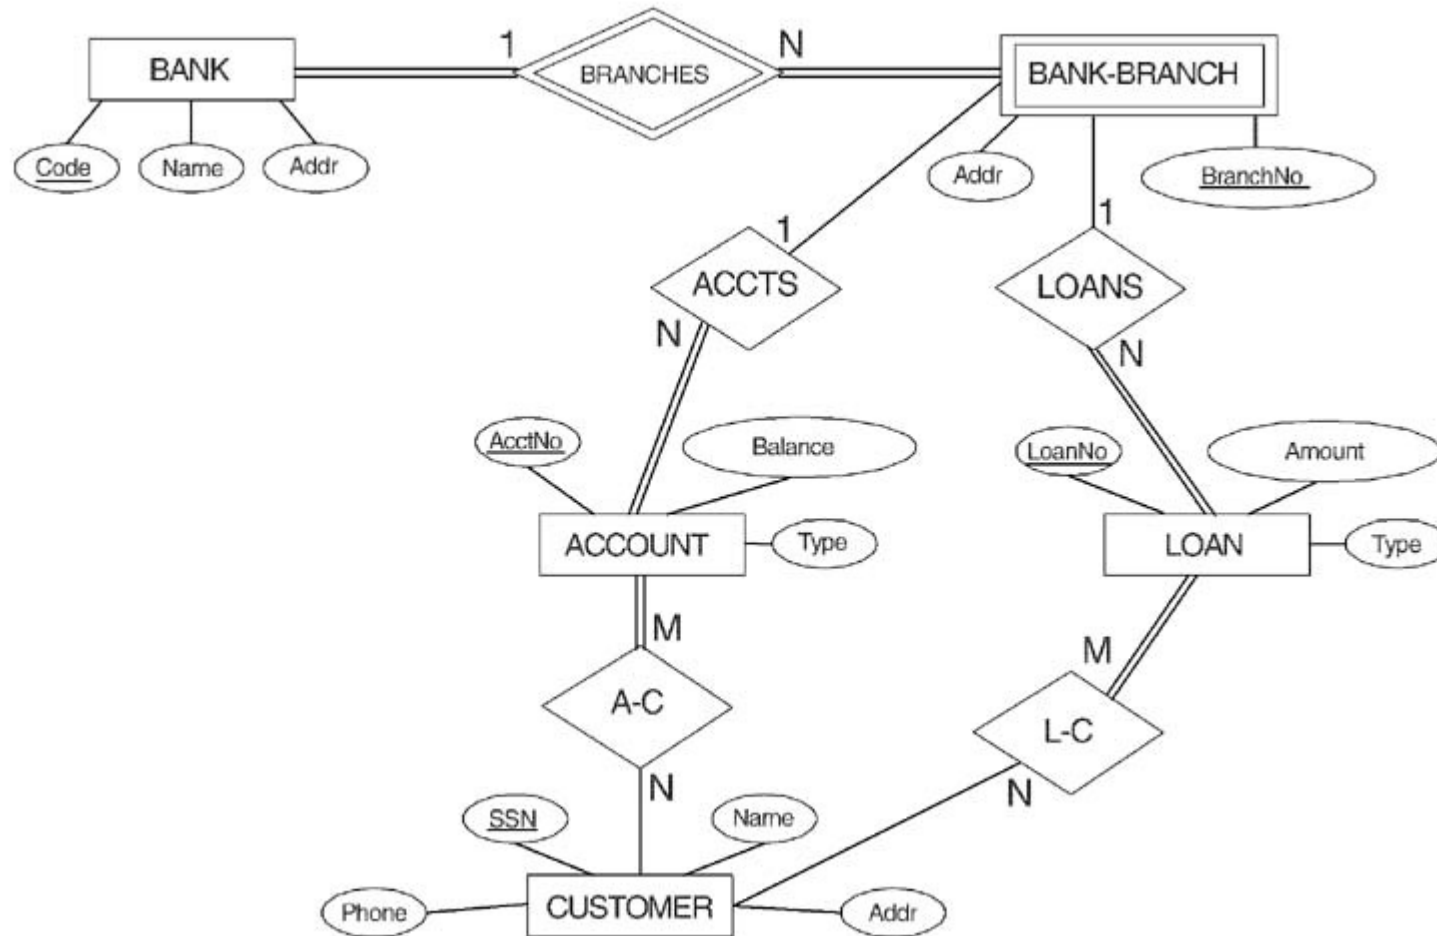 1
N
BANK
BRANCHES
BANK-BRANCH
Code
Name
Addr
Addr
BranchNo
1
1
ACCTS
LOANS
N
N
AcctNo
Balance
LoanNo
Amount
ACCOUNT
Type
LOAN
Type
M
M
A-C
L-C
N
N
SSN
Name
Phone
CUSTOMER
Addr